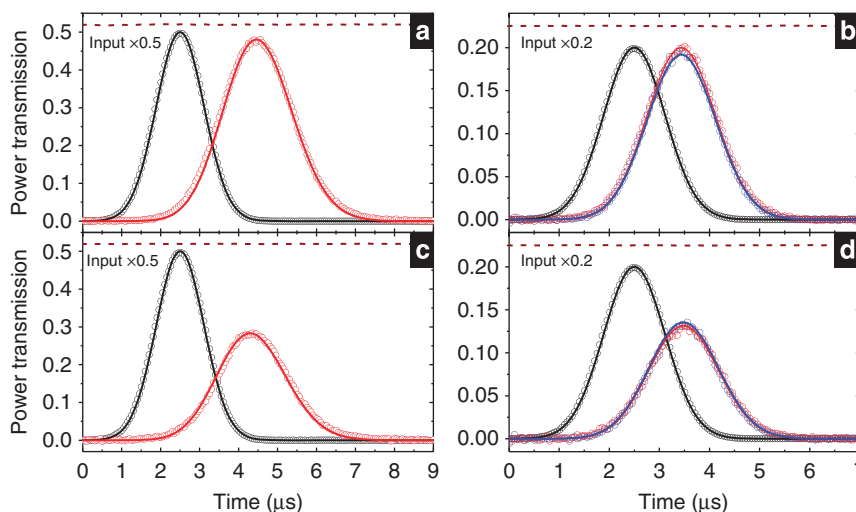 a
Input ×0.5
Power transmission
0.5
0.4
0.3
0.2
0.1
0.0
b
Input ×0.2
0.20
0.15
0.10
0.05
0.00
c
Input ×0.5
Power transmission
0.5
0.4
0.3
0.2
0.1
0.0
0 1 2 3 4 5 6 7 8 9
Time (μs)
d
Input ×0.2
0.20
0.15
0.10
0.05
0.00
0 1 2 3 4 5 6 7
Time (μs)